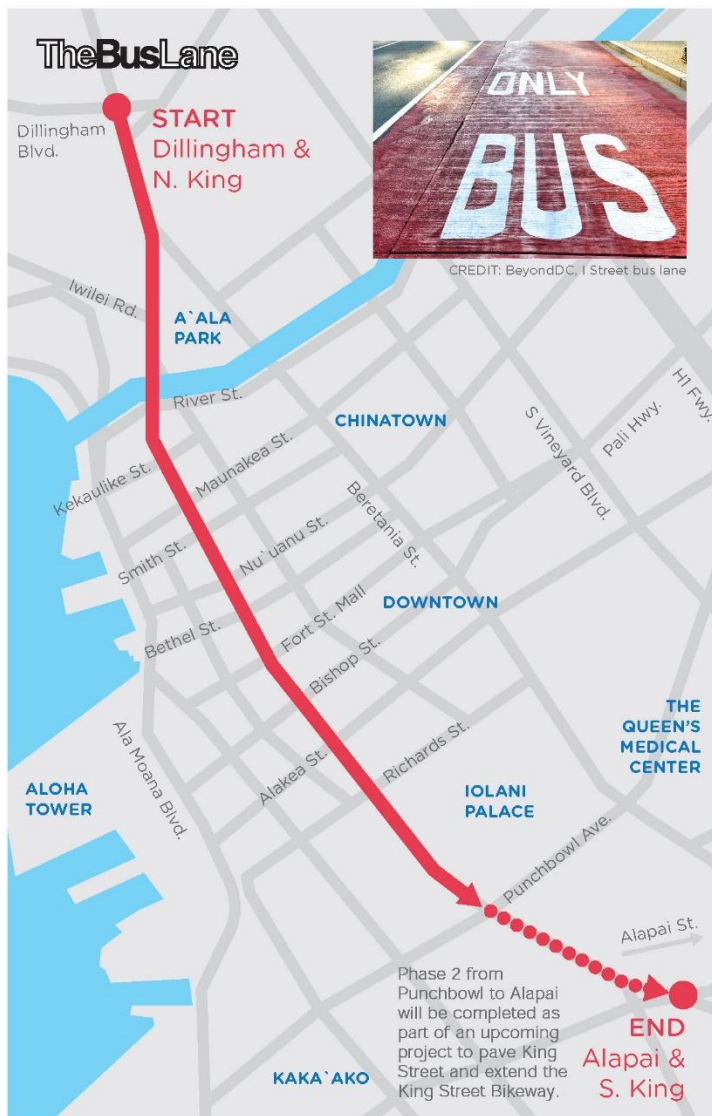 TheBusLane
ONLY
BUS
CREDIT: BeyondDC, I Street bus lane
Dillingham
Blvd.
START
Dillingham &
N. King
Iwilei Rd.
A`ALA
PARK
River St.
CHINATOWN
S Vineyard Blvd.
Pali Hwy.
H1 Fwy.
Kekaulike St.
Maunakea St.
Beretania St.
Smith St.
Nu`uanu St.
Bethel St.
Fort St. Mall
DOWNTOWN
Bishop St.
Ala Moana Blvd.
Alakea St.
Richards St.
THE
QUEEN'S
MEDICAL
CENTER
ALOHA
TOWER
IOLANI
PALACE
Punchbowl Ave.
Alapai St.
Phase 2 from
Punchbowl to Alapai
will be completed as
part of an upcoming
project to pave King
Street and extend the
King Street Bikeway.
END
Alapai &
S. King
KAKA`AKO